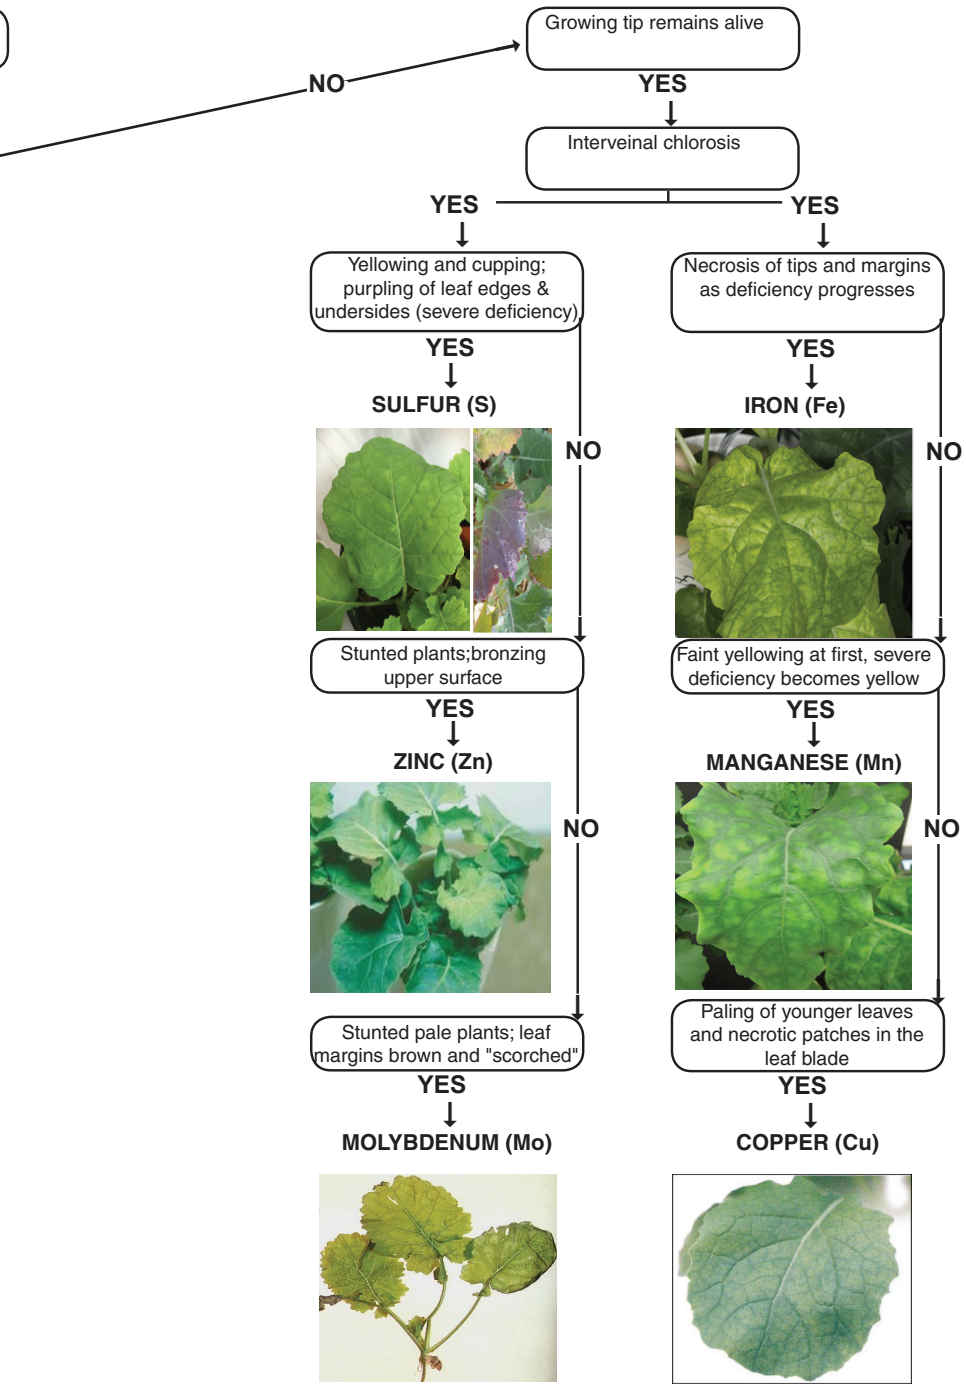 Growing tip remains alive
NO
YES
Interveinal chlorosis
YES
YES
Yellowing and cupping;
purpling of leaf edges &
undersides (severe deficiency)
Necrosis of tips and margins
as deficiency progresses
YES
YES
SULFUR (S)
IRON (Fe)
NO
NO
Stunted plants;bronzing
upper surface
Faint yellowing at first, severe
deficiency becomes yellow
YES
YES
ZINC (Zn)
MANGANESE (Mn)
NO
NO
Stunted pale plants; leaf
margins brown and "scorched"
Paling of younger leaves
and necrotic patches in the
leaf blade
YES
YES
MOLYBDENUM (Mo)
COPPER (Cu)